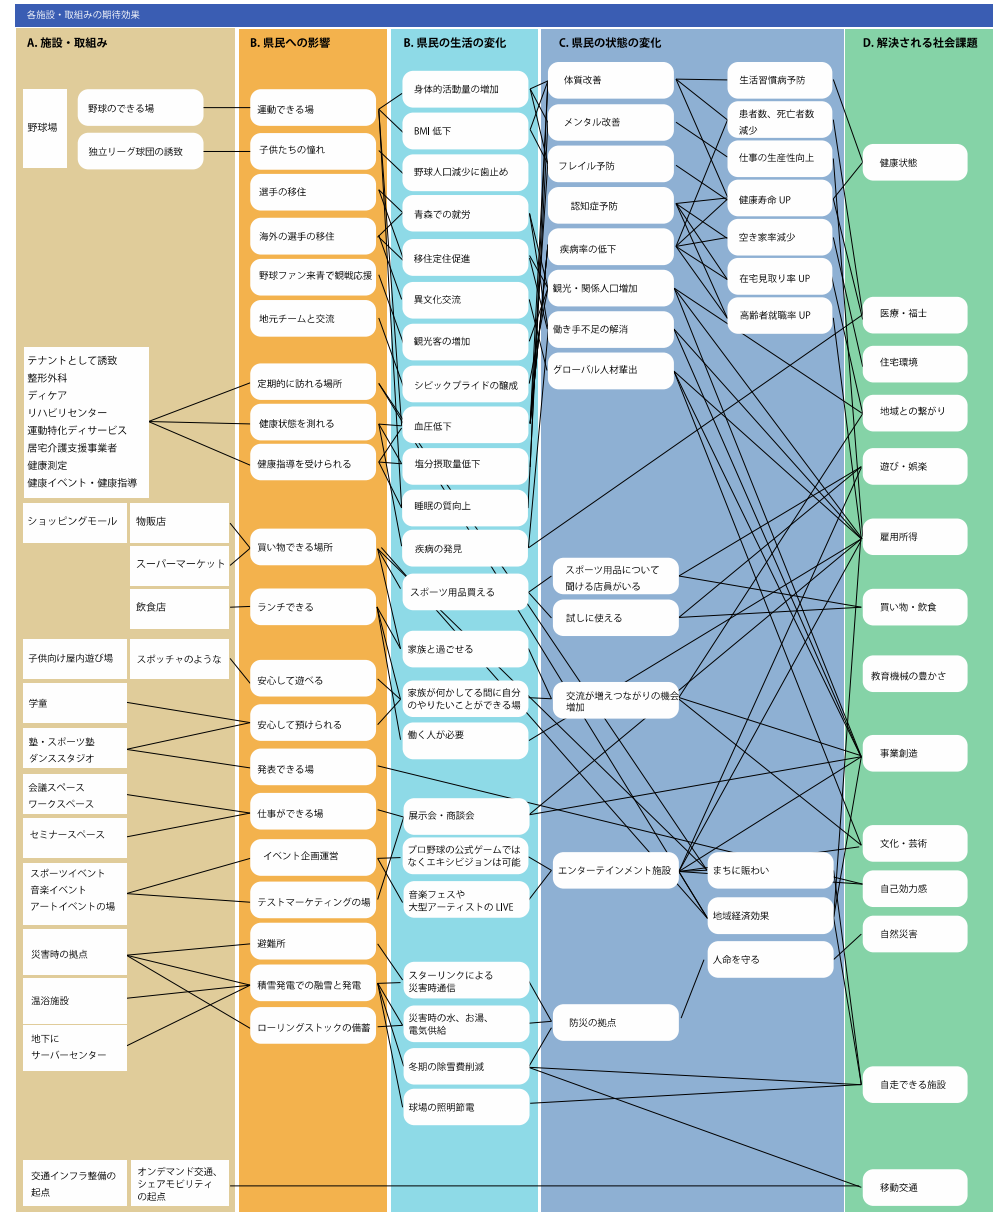 各施設・取組みの期待効果
A. 施設・取組み
野球場
野球のできる場
独立リーグ球団の誘致
テナントとして誘致
整形外科
ディケア
リハビリセンター
運動特化ディサービス
居宅介護支援事業者
健康測定
健康イベント・健康指導
ショッピングモール
物販店
スーパーマーケット
飲食店
子供向け屋内遊び場
スポッチャのような
学童
塾・スポーツ塾
ダンススタジオ
会議スペース
ワークスペース
セミナースペース
スポーツイベント
音楽イベント
アートイベントの場
災害時の拠点
温浴施設
地下に
サーバーセンター
交通インフラ整備の
起点
オンデマンド交通、
シェアモビリティ
の起点
B. 県民への影響
運動できる場
子供たちの憧れ
選手の移住
海外の選手の移住
野球ファン来青で観戦応援
地元チームと交流
定期的に訪れる場所
健康状態を測れる
健康指導を受けられる
買い物できる場所
ランチできる
安心して遊べる
安心して預けられる
発表できる場
仕事ができる場
イベント企画運営
テストマーケティングの場
避難所
積雪発電での融雪と発電
ローリングストックの備蓄
B. 県民の生活の変化
身体的活動量の増加
BMI 低下
野球人口減少に歯止め
青森での就労
移住定住促進
異文化交流
観光客の増加
シビックプライドの醸成
血圧低下
塩分摂取量低下
睡眠の質向上
疾病の発見
スポーツ用品買える
家族と過ごせる
家族が何かしてる間に自分
のやりたいことができる場
働く人が必要
展示会・商談会
プロ野球の公式ゲームでは
なくエキシビジョンは可能
音楽フェスや
大型アーティストの LIVE
スターリンクによる
災害時通信
災害時の水、お湯、
電気供給
冬期の除雪費削減
球場の照明節電
C. 県民の状態の変化
体質改善
メンタル改善
フレイル予防
認知症予防
疾病率の低下
観光・関係人口増加
働き手不足の解消
グローバル人材輩出
生活習慣病予防
患者数、死亡者数
減少
仕事の生産性向上
健康寿命 UP
空き家率減少
在宅見取り率 UP
高齢者就職率 UP
スポーツ用品について
聞ける店員がいる
試しに使える
交流が増えつながりの機会
増加
エンターテインメント施設
まちに賑わい
地域経済効果
人命を守る
防災の拠点
D. 解決される社会課題
健康状態
医療・福士
住宅環境
地域との繋がり
遊び・娯楽
雇用所得
買い物・飲食
教育機械の豊かさ
事業創造
文化・芸術
自己効力感
自然災害
自走できる施設
移動交通